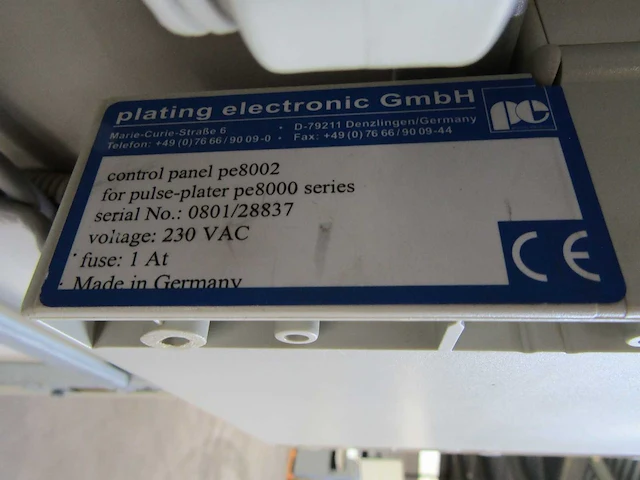 plating electronic GmbH
pe
Marie-Curie-Straße 6 • D-79211 Denzlingen/Germany
Telefon: +49 (0) 76 66/90 09-0 • Fax: +49 (0) 76 66/90 09-44
control panel pe8002
for pulse-plater pe8000 series
serial No.: 0801/28837
voltage: 230 VAC
fuse: 1 At
Made in Germany
CE